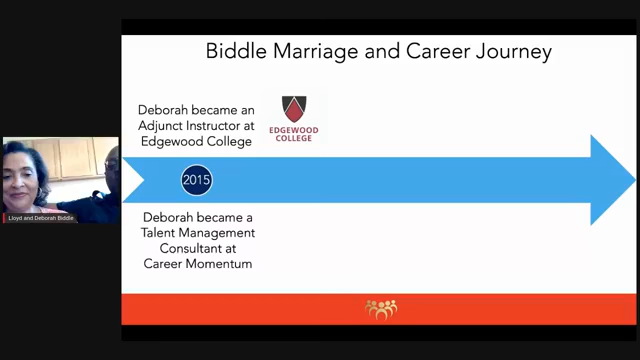 Biddle Marriage and Career Journey
Deborah became an
Adjunct Instructor at
Edgewood College
EDGEWOOD
COLLEGE
2015
Deborah became a
Talent Management
Consultant at
Career Momentum
Lloyd and Deborah Biddle